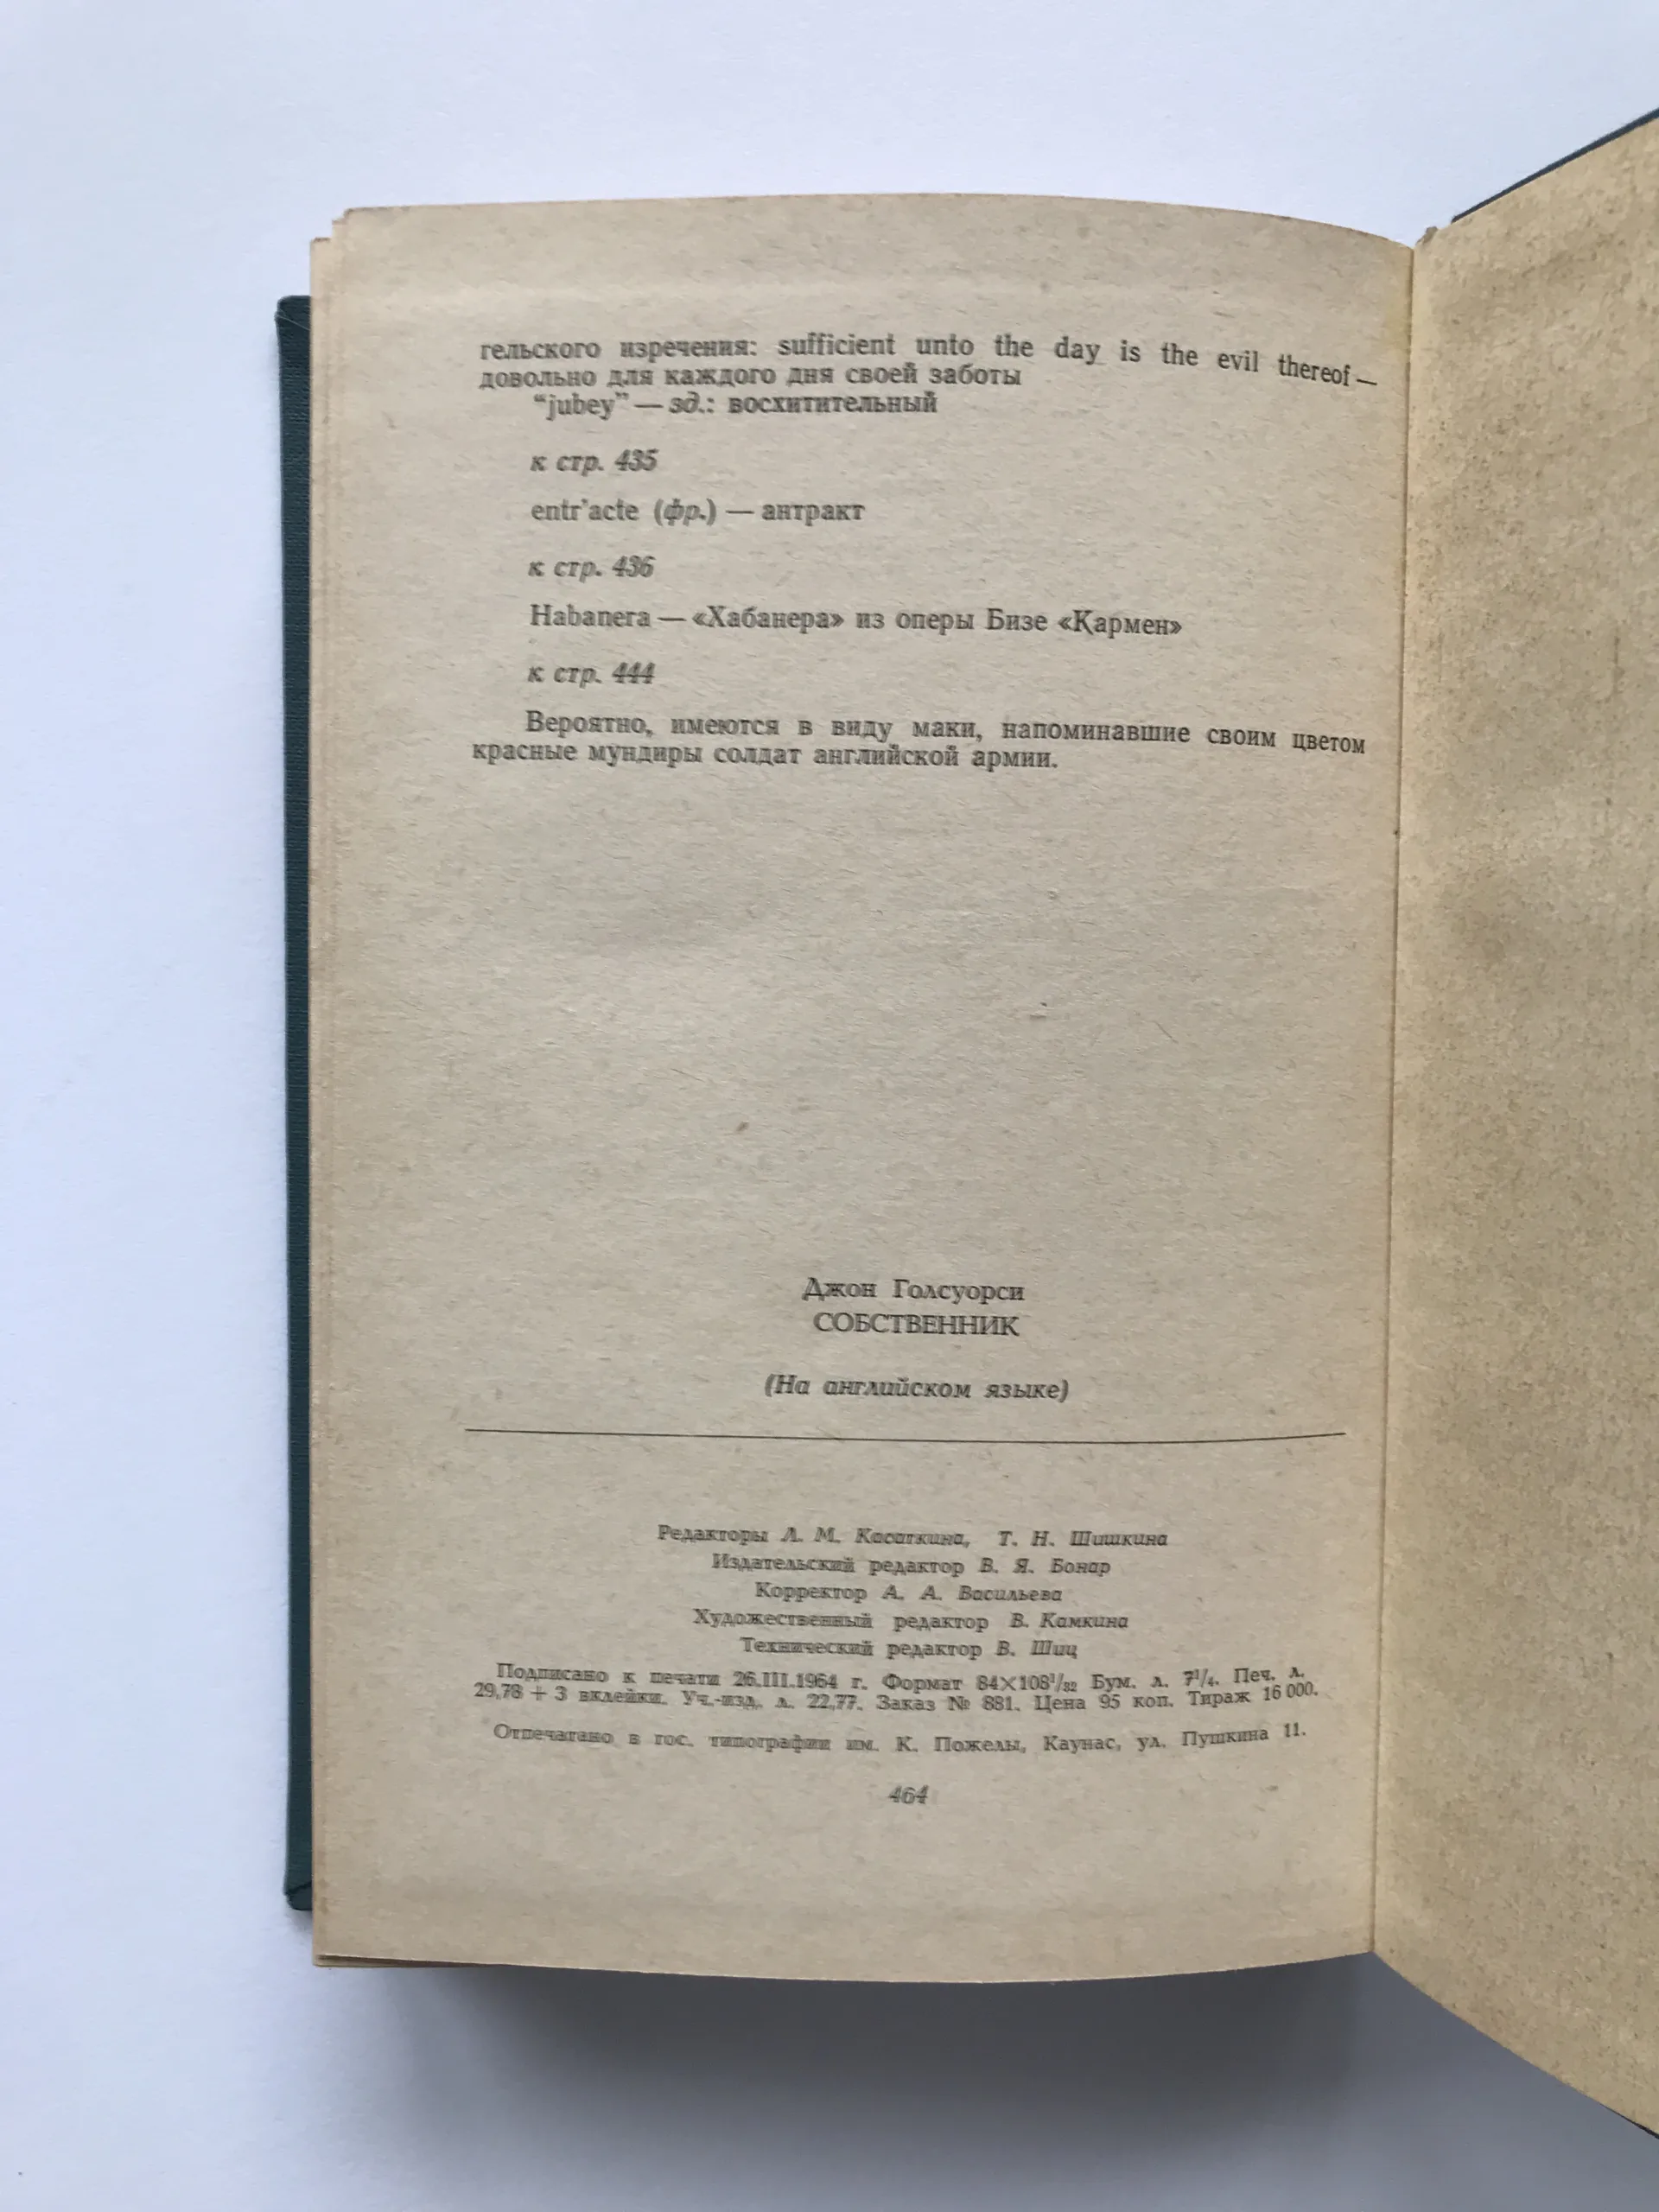 гельского изречения: sufficient unto the day is the evil thereof —
довольно для каждого дня своей заботы
“jubey” — зд.: восхитительный
к стр. 435
entr’acte (фр.) — антракт
к стр. 436
Habanera — «Хабанера» из оперы Бизе «Кармен»
к стр. 444
Вероятно, имеются в виду маки, напоминавшие своим цветом
красные мундиры солдат английской армии.
Джон Голсуорси
СОБСТВЕННИК
(На английском языке)
Редакторы Л. М. Касаткина, Т. Н. Шишкина
Издательский редактор В. Я. Бонар
Корректор А. А. Васильева
Художественный редактор В. Камкина
Технический редактор В. Шиц
Подписано к печати 26.III.1964 г. Формат 84×108¹/₃₂ Бум. л. 7¹/₄. Печ. л.
29,78 + 3 вклейки. Уч.-изд. л. 22,77. Заказ № 881. Цена 95 коп. Тираж 16 000.
Отпечатано в гос. типографии им. К. Пожелы, Каунас, ул. Пушкина 11.
464